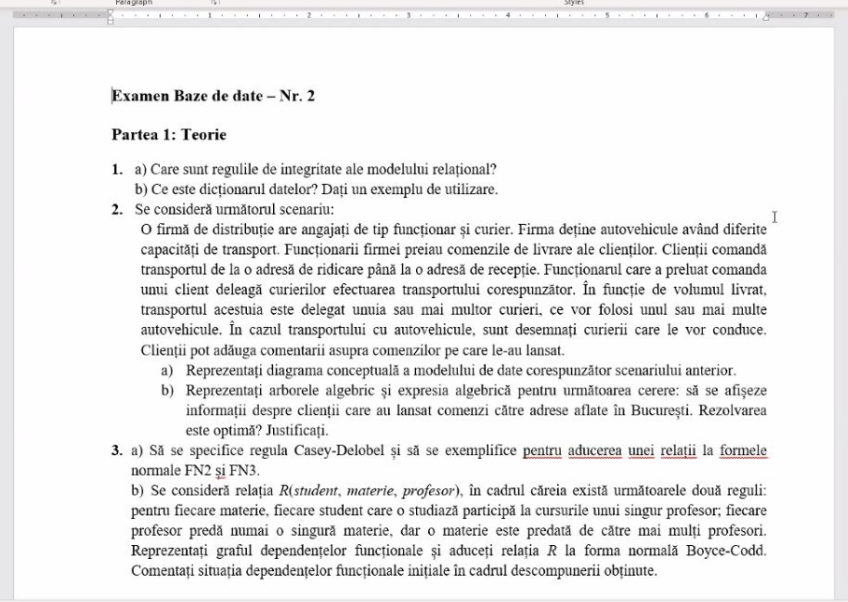 Paragraph
Styles
1 2 3 4 5 6 7
Examen Baze de date – Nr. 2
Partea 1: Teorie
1. a) Care sunt regulile de integritate ale modelului relațional?
b) Ce este dicționarul datelor? Dați un exemplu de utilizare.
2. Se consideră următorul scenariu:
O firmă de distribuție are angajați de tip funcționar și curier. Firma deține autovehicule având diferite
capacități de transport. Funcționarii firmei preiau comenzile de livrare ale clienților. Clienții comandă
transportul de la o adresă de ridicare până la o adresă de recepție. Funcționarul care a preluat comanda
unui client deleagă curierilor efectuarea transportului corespunzător. În funcție de volumul livrat,
transportul acestuia este delegat unuia sau mai multor curieri, ce vor folosi unul sau mai multe
autovehicule. În cazul transportului cu autovehicule, sunt desemnați curierii care le vor conduce.
Clienții pot adăuga comentarii asupra comenzilor pe care le-au lansat.
a) Reprezentați diagrama conceptuală a modelului de date corespunzător scenariului anterior.
b) Reprezentați arborele algebric și expresia algebrică pentru următoarea cerere: să se afișeze
informații despre clienții care au lansat comenzi către adrese aflate în București. Rezolvarea
este optimă? Justificați.
3. a) Să se specifice regula Casey-Delobel și să se exemplifice pentru aducerea unei relații la formele
normale FN2 și FN3.
b) Se consideră relația R(student, materie, profesor), în cadrul căreia există următoarele două reguli:
pentru fiecare materie, fiecare student care o studiază participă la cursurile unui singur profesor; fiecare
profesor predă numai o singură materie, dar o materie este predată de către mai mulți profesori.
Reprezentați graful dependențelor funcționale și aduceți relația R la forma normală Boyce-Codd.
Comentați situația dependențelor funcționale inițiale în cadrul descompunerii obținute.